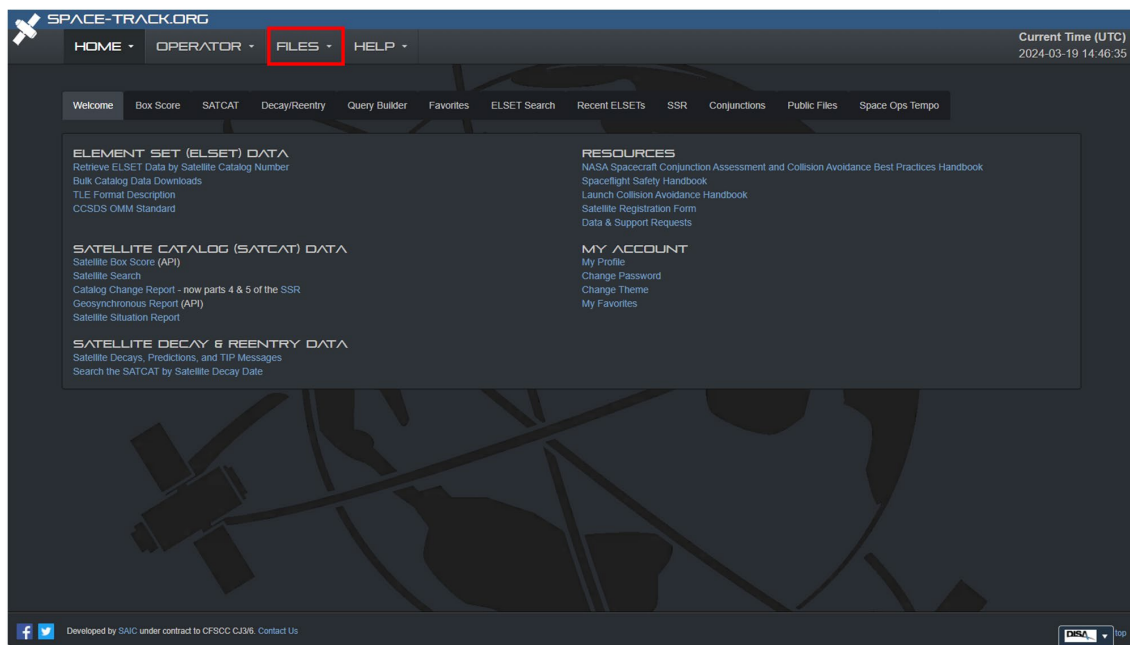 SPACE-TRACK.ORG
HOME OPERATOR FILES HELP
Current Time (UTC)
2024-03-19 14:46:35
Welcome Box Score SATCAT Decay/Reentry Query Builder Favorites ELSET Search Recent ELSETs SSR Conjunctions Public Files Space Ops Tempo
ELEMENT SET (ELSET) DATA
Retrieve ELSET Data by Satellite Catalog Number
Bulk Catalog Data Downloads
TLE Format Description
CCSDS OMM Standard
SATELLITE CATALOG (SATCAT) DATA
Satellite Box Score (API)
Satellite Search
Catalog Change Report - now parts 4 & 5 of the SSR
Geosynchronous Report (API)
Satellite Situation Report
SATELLITE DECAY & REENTRY DATA
Satellite Decays, Predictions, and TIP Messages
Search the SATCAT by Satellite Decay Date
RESOURCES
NASA Spacecraft Conjunction Assessment and Collision Avoidance Best Practices Handbook
Spaceflight Safety Handbook
Launch Collision Avoidance Handbook
Satellite Registration Form
Data & Support Requests
MY ACCOUNT
My Profile
Change Password
Change Theme
My Favorites
Developed by SAIC under contract to CFSCC CJ3/6. Contact Us
DISA
top